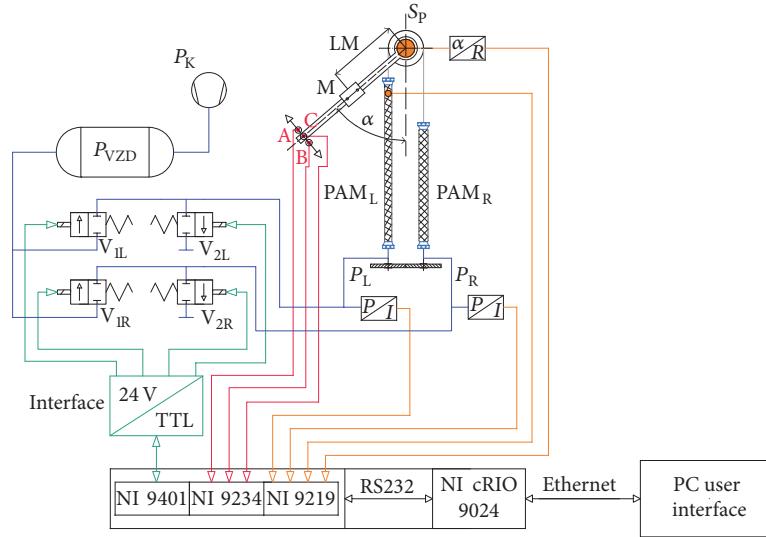 S_P
LM
P_K
α
R
M
C
A
α
P_VZD
B
PAM_L
PAM_R
V_1L
V_2L
P_L
P_R
P
I
P
I
V_1R
V_2R
24 V
Interface
TTL
RS232
Ethernet
NI 9401
NI 9234
NI 9219
NI cRIO
9024
PC user
interface